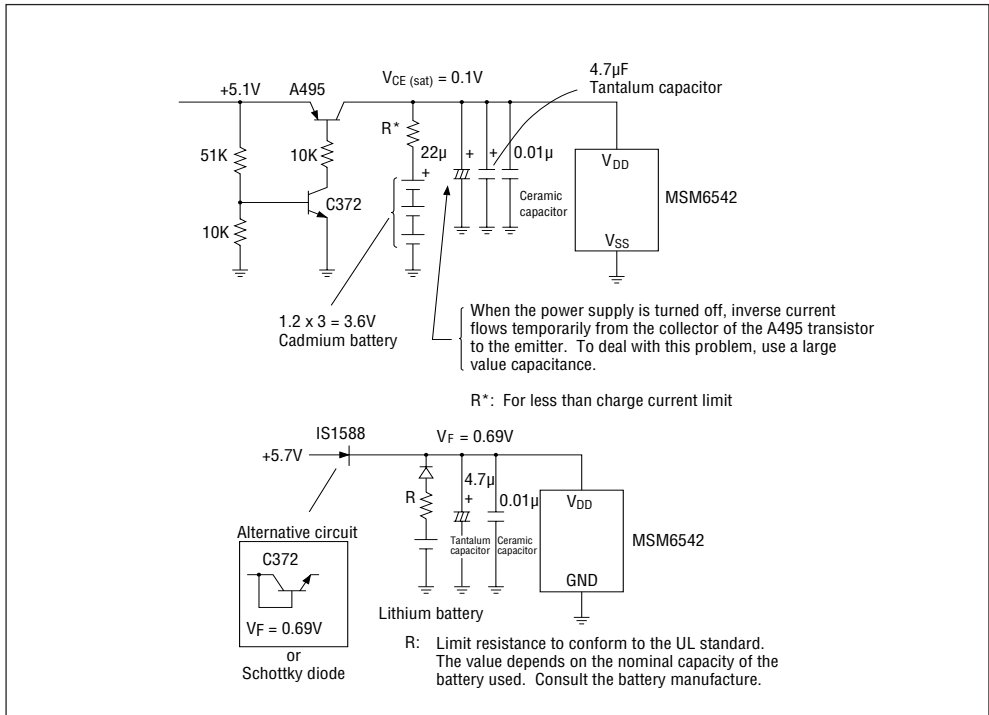 4.7µF
Tantalum capacitor
VCE (sat) = 0.1V
+5.1V
A495
R*
51K
10K
22µ
+
+
+
0.01µ
VDD
MSM6542
C372
Ceramic
capacitor
10K
VSS
1.2 x 3 = 3.6V
Cadmium battery
When the power supply is turned off, inverse current
flows temporarily from the collector of the A495 transistor
to the emitter. To deal with this problem, use a large
value capacitance.
R*: For less than charge current limit
IS1588
VF = 0.69V
+5.7V
4.7µ
+
R
0.01µ
VDD
Alternative circuit
Tantalum
capacitor
Ceramic
capacitor
MSM6542
C372
GND
VF = 0.69V
Lithium battery
or
Schottky diode
R: Limit resistance to conform to the UL standard.
The value depends on the nominal capacity of the
battery used. Consult the battery manufacture.